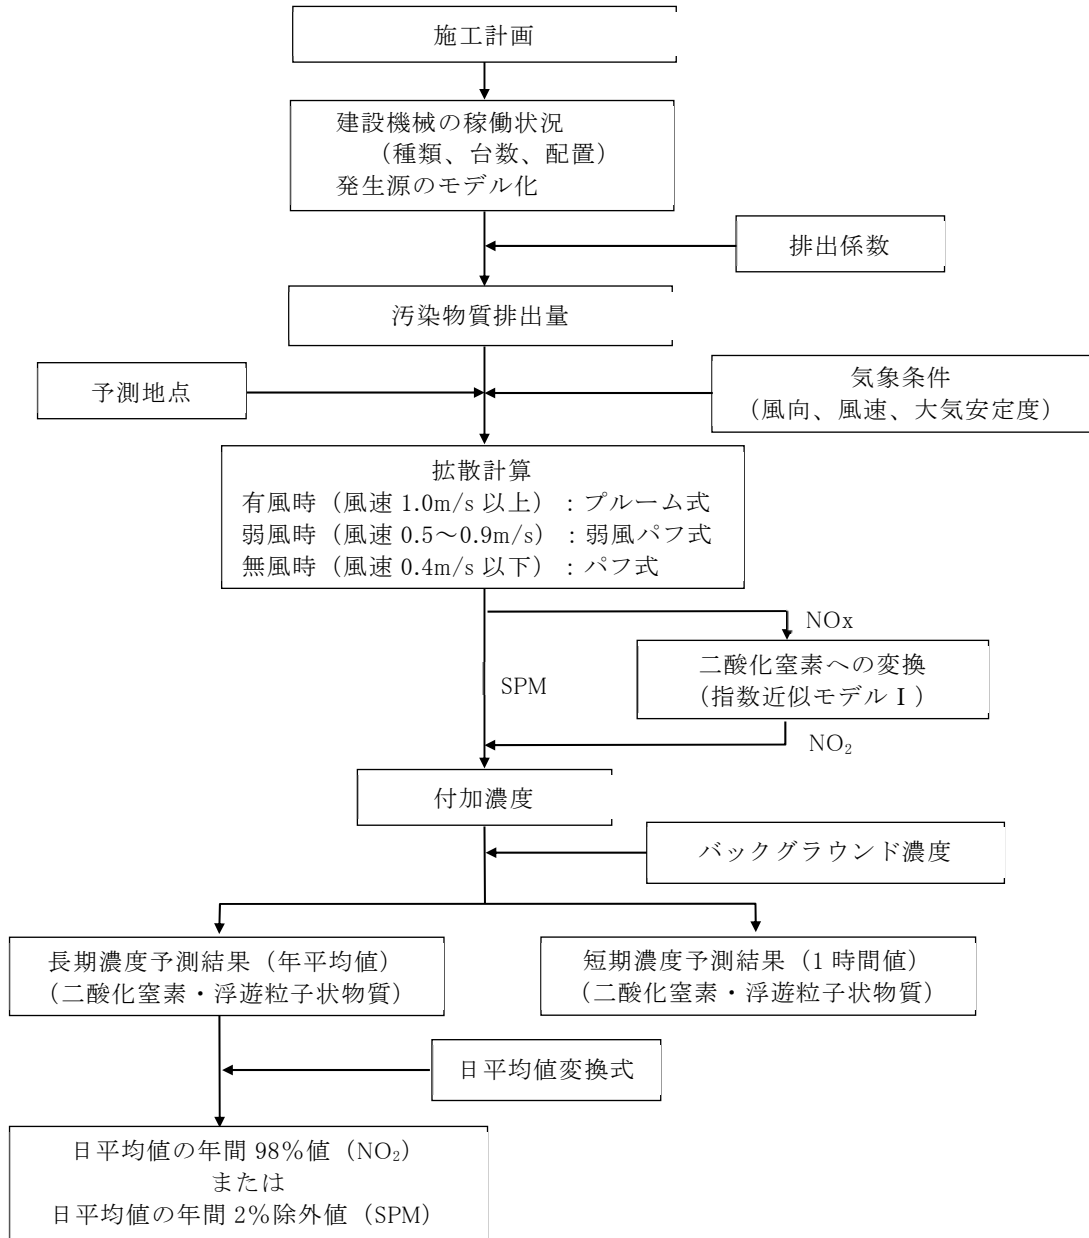 施工計画
建設機械の稼働状況
（種類、台数、配置）
発生源のモデル化
排出係数
汚染物質排出量
予測地点
気象条件
（風向、風速、大気安定度）
拡散計算
有風時（風速 1.0m/s 以上）：プルーム式
弱風時（風速 0.5～0.9m/s）：弱風パフ式
無風時（風速 0.4m/s 以下）：パフ式
NOx
二酸化窒素への変換
（指数近似モデルⅠ）
SPM
NO₂
付加濃度
バックグラウンド濃度
長期濃度予測結果（年平均値）
（二酸化窒素・浮遊粒子状物質）
短期濃度予測結果（1 時間値）
（二酸化窒素・浮遊粒子状物質）
日平均値変換式
日平均値の年間 98％値（NO₂）
または
日平均値の年間 2％除外値（SPM）